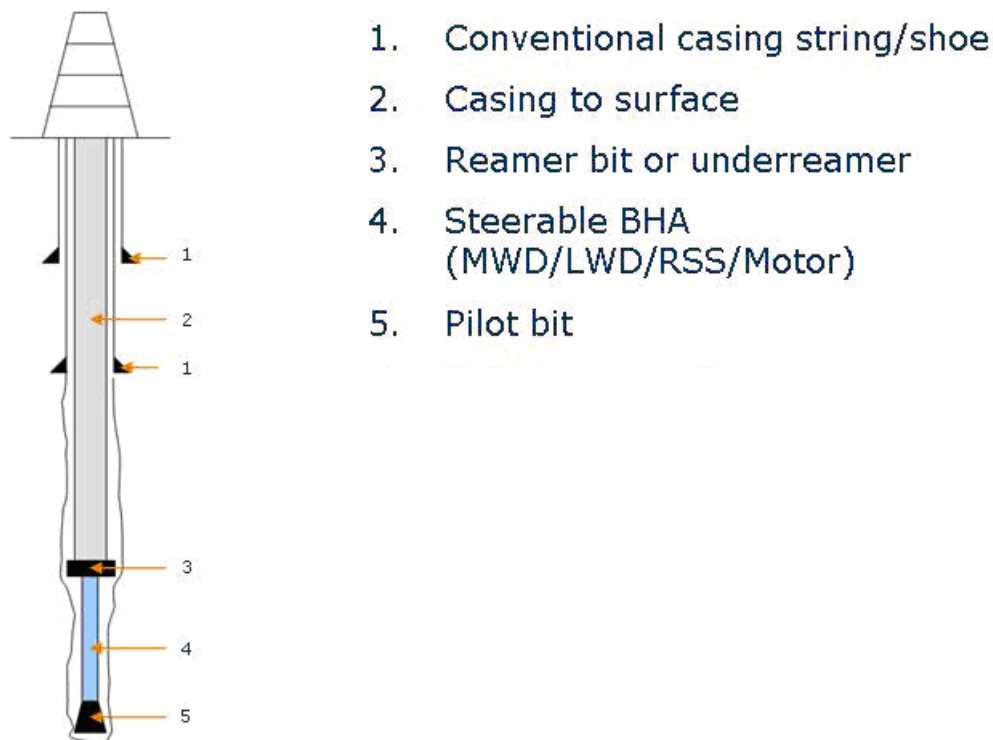 1. Conventional casing string/shoe
2. Casing to surface
3. Reamer bit or underreamer
4. Steerable BHA
(MWD/LWD/RSS/Motor)
5. Pilot bit
1
2
1
3
4
5